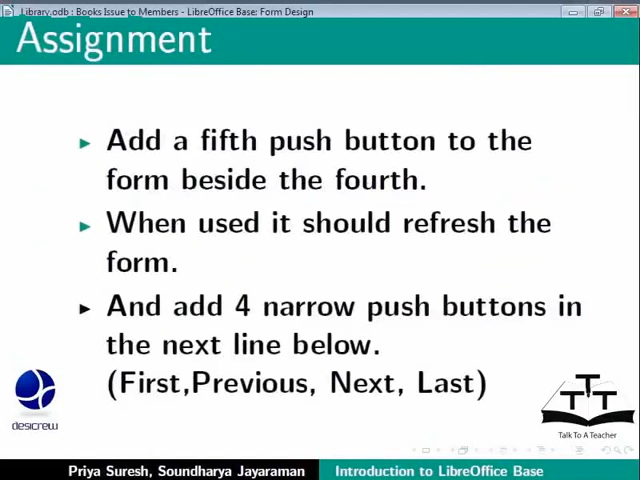 Library.odb : Books Issue to Members - LibreOffice Base: Form Design
Assignment
Add a fifth push button to the
form beside the fourth.
When used it should refresh the
form.
And add 4 narrow push buttons in
the next line below.
(First,Previous, Next, Last)
desicrew
TTT
Talk To A Teacher
Priya Suresh, Soundharya Jayaraman
Introduction to LibreOffice Base